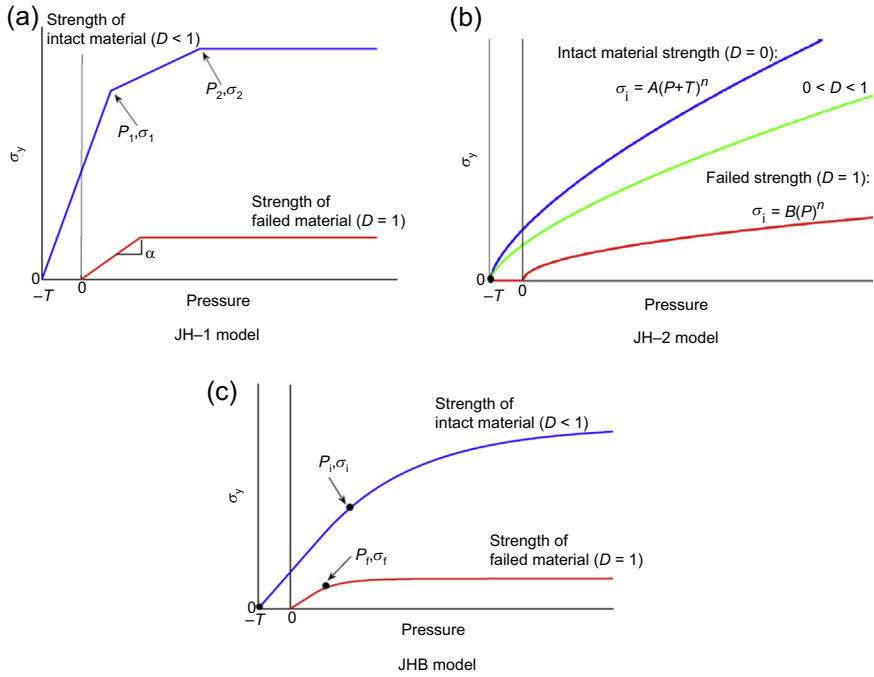 (a)
Strength of
intact material (D < 1)
P₂,σ₂
P₁,σ₁
σy
Strength of
failed material (D = 1)
α
0
–T
0
Pressure
JH–1 model
(b)
Intact material strength (D = 0):
σᵢ = A(P+T)ⁿ
0 < D < 1
σy
Failed strength (D = 1):
σᵢ = B(P)ⁿ
0
–T
0
Pressure
JH–2 model
(c)
Strength of
intact material (D < 1)
Pᵢ,σᵢ
σy
P_f,σ_f
Strength of
failed material (D = 1)
0
–T
0
Pressure
JHB model